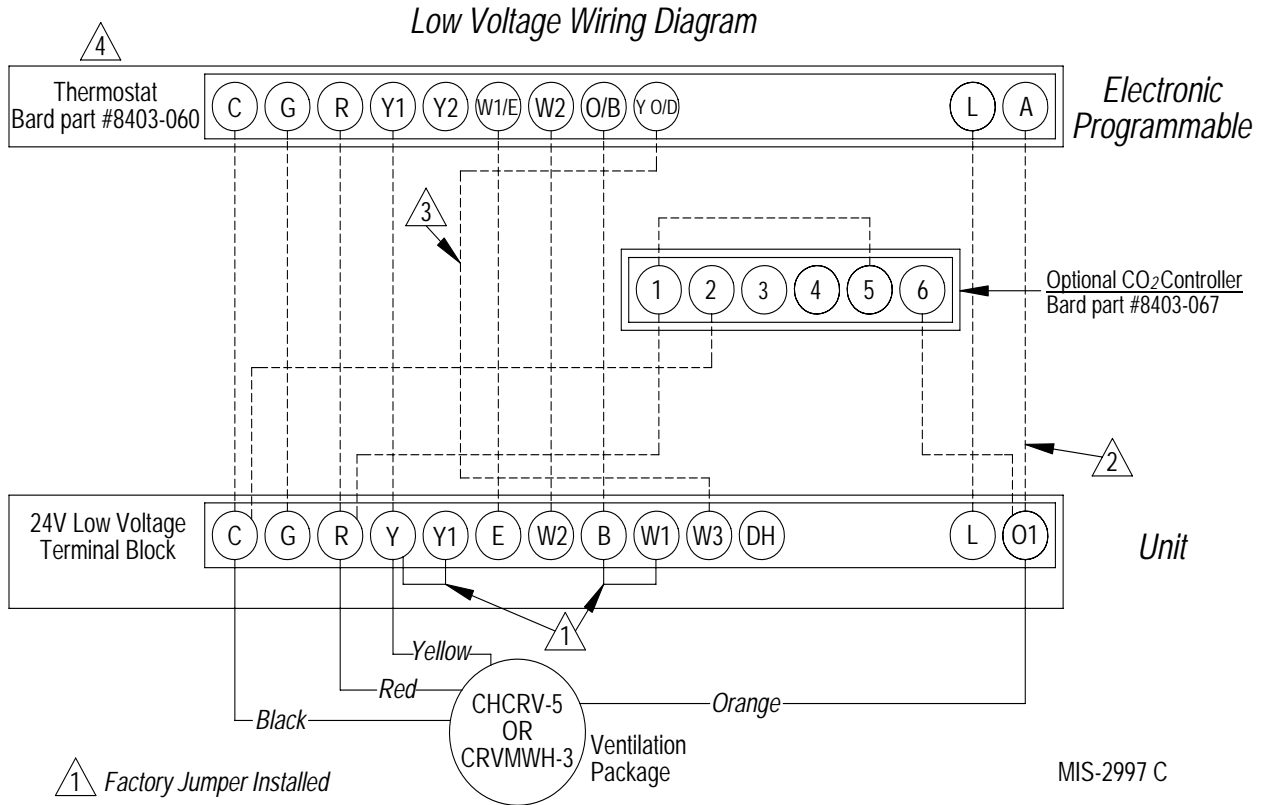 Low Voltage Wiring Diagram
4
Thermostat
Bard part #8403-060
C G R Y1 Y2 W1/E W2 O/B Y O/D L A
Electronic
Programmable
3
1 2 3 4 5 6
Optional CO2 Controller
Bard part #8403-067
2
24V Low Voltage
Terminal Block
C G R Y Y1 E W2 B W1 W3 DH L O1
Unit
1
Yellow
Red
Black
Orange
CHCRV-5
OR
CRVMWH-3
Ventilation
Package
1 Factory Jumper Installed
MIS-2997 C